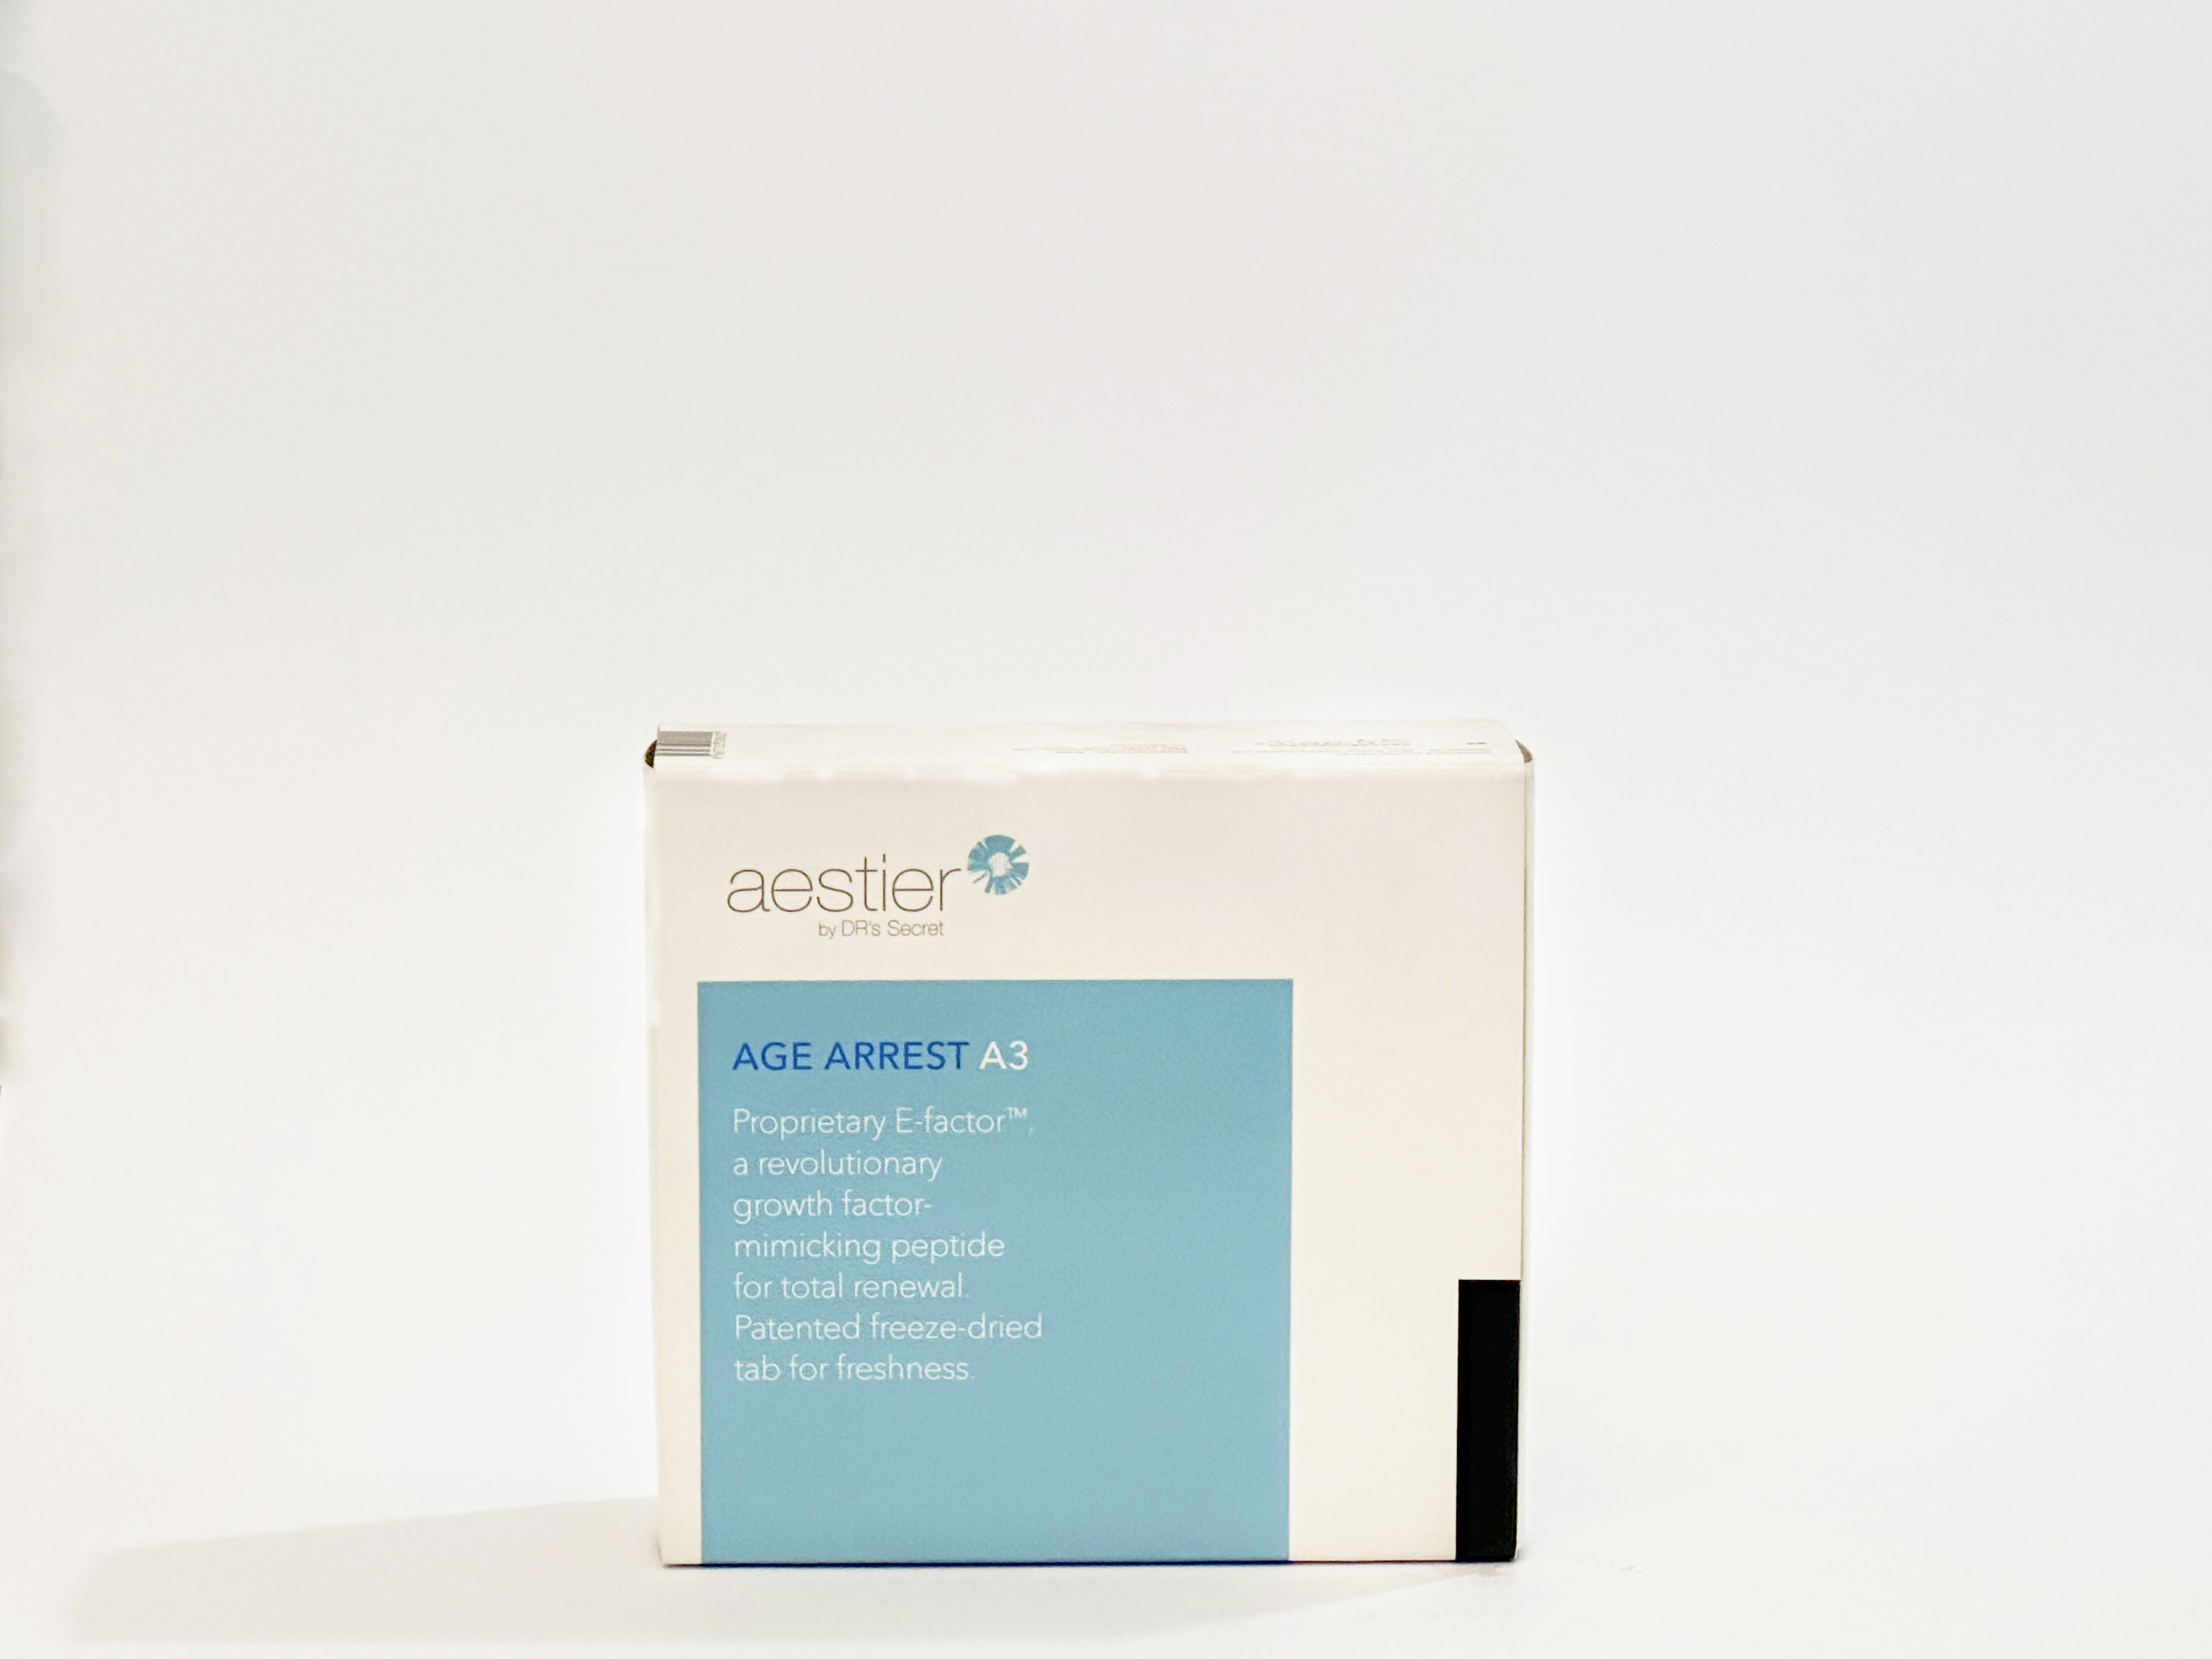 aestier
by DR's Secret
AGE ARREST A3
Proprietary E-factor™,
a revolutionary
growth factor-
mimicking peptide
for total renewal.
Patented freeze-dried
tab for freshness.